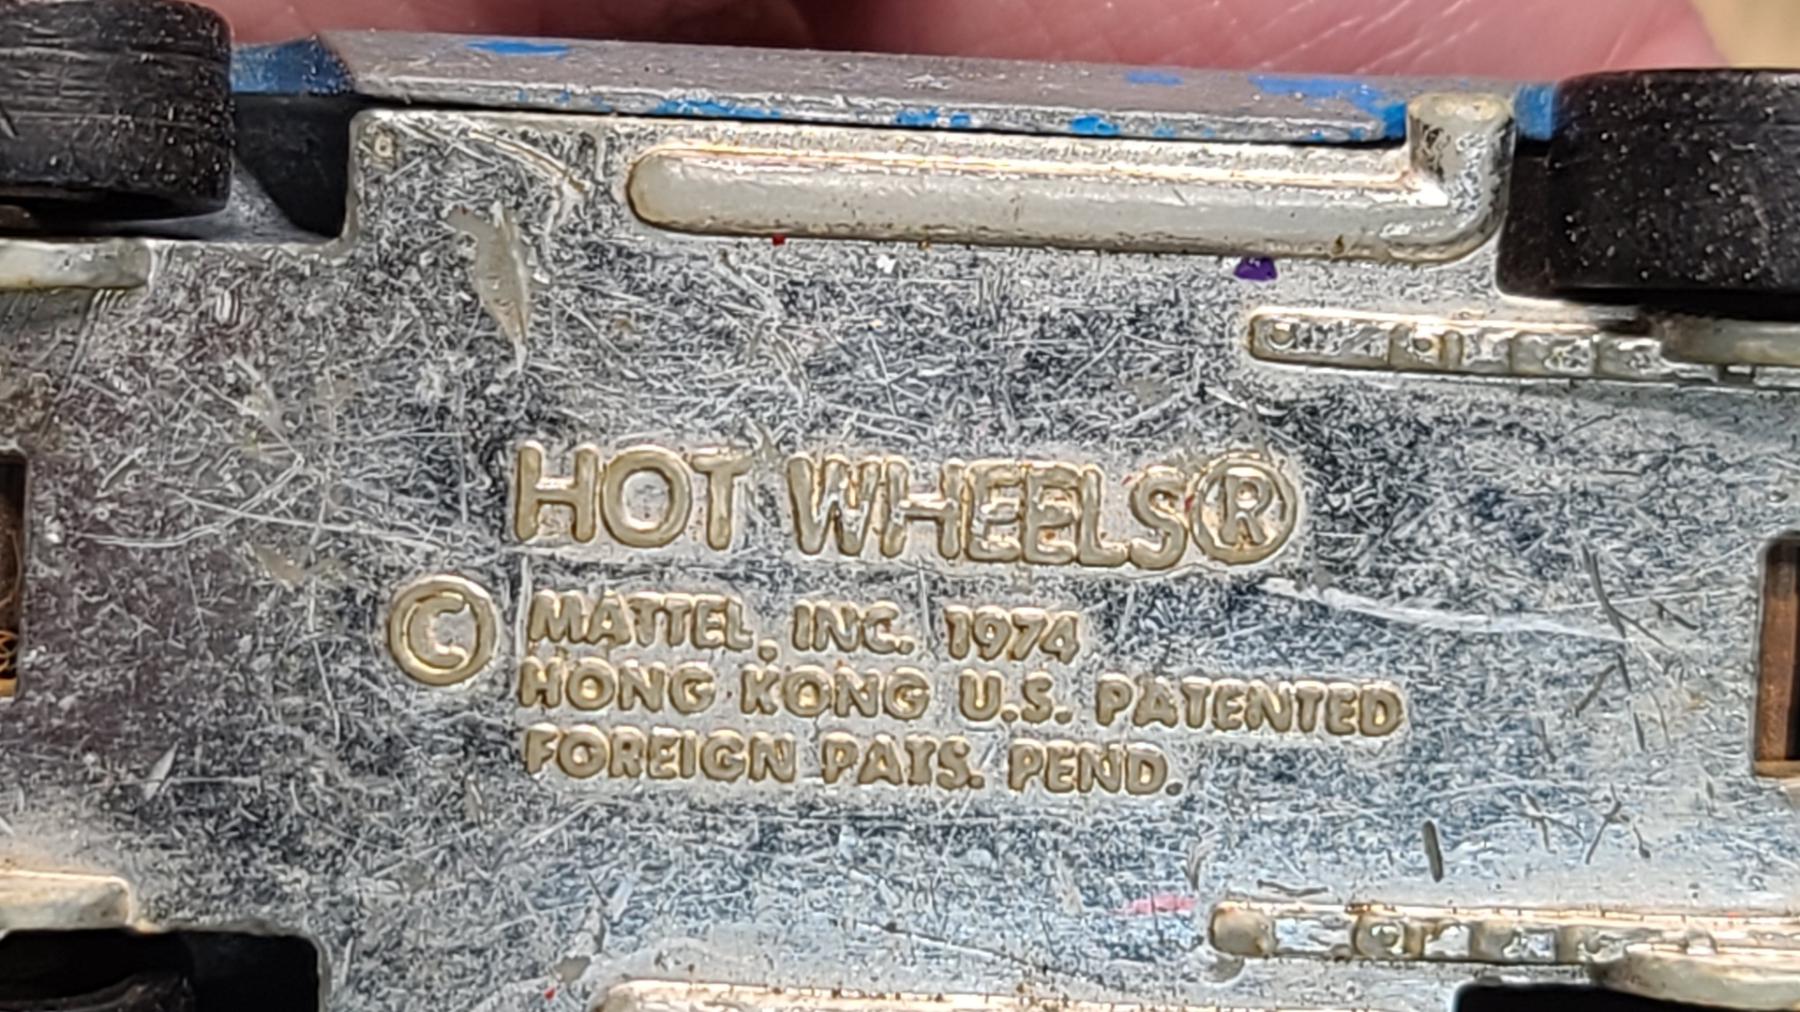 HOT WHEELS®
© MATTEL, INC. 1974
HONG KONG U.S. PATENTED
FOREIGN PATS. PEND.